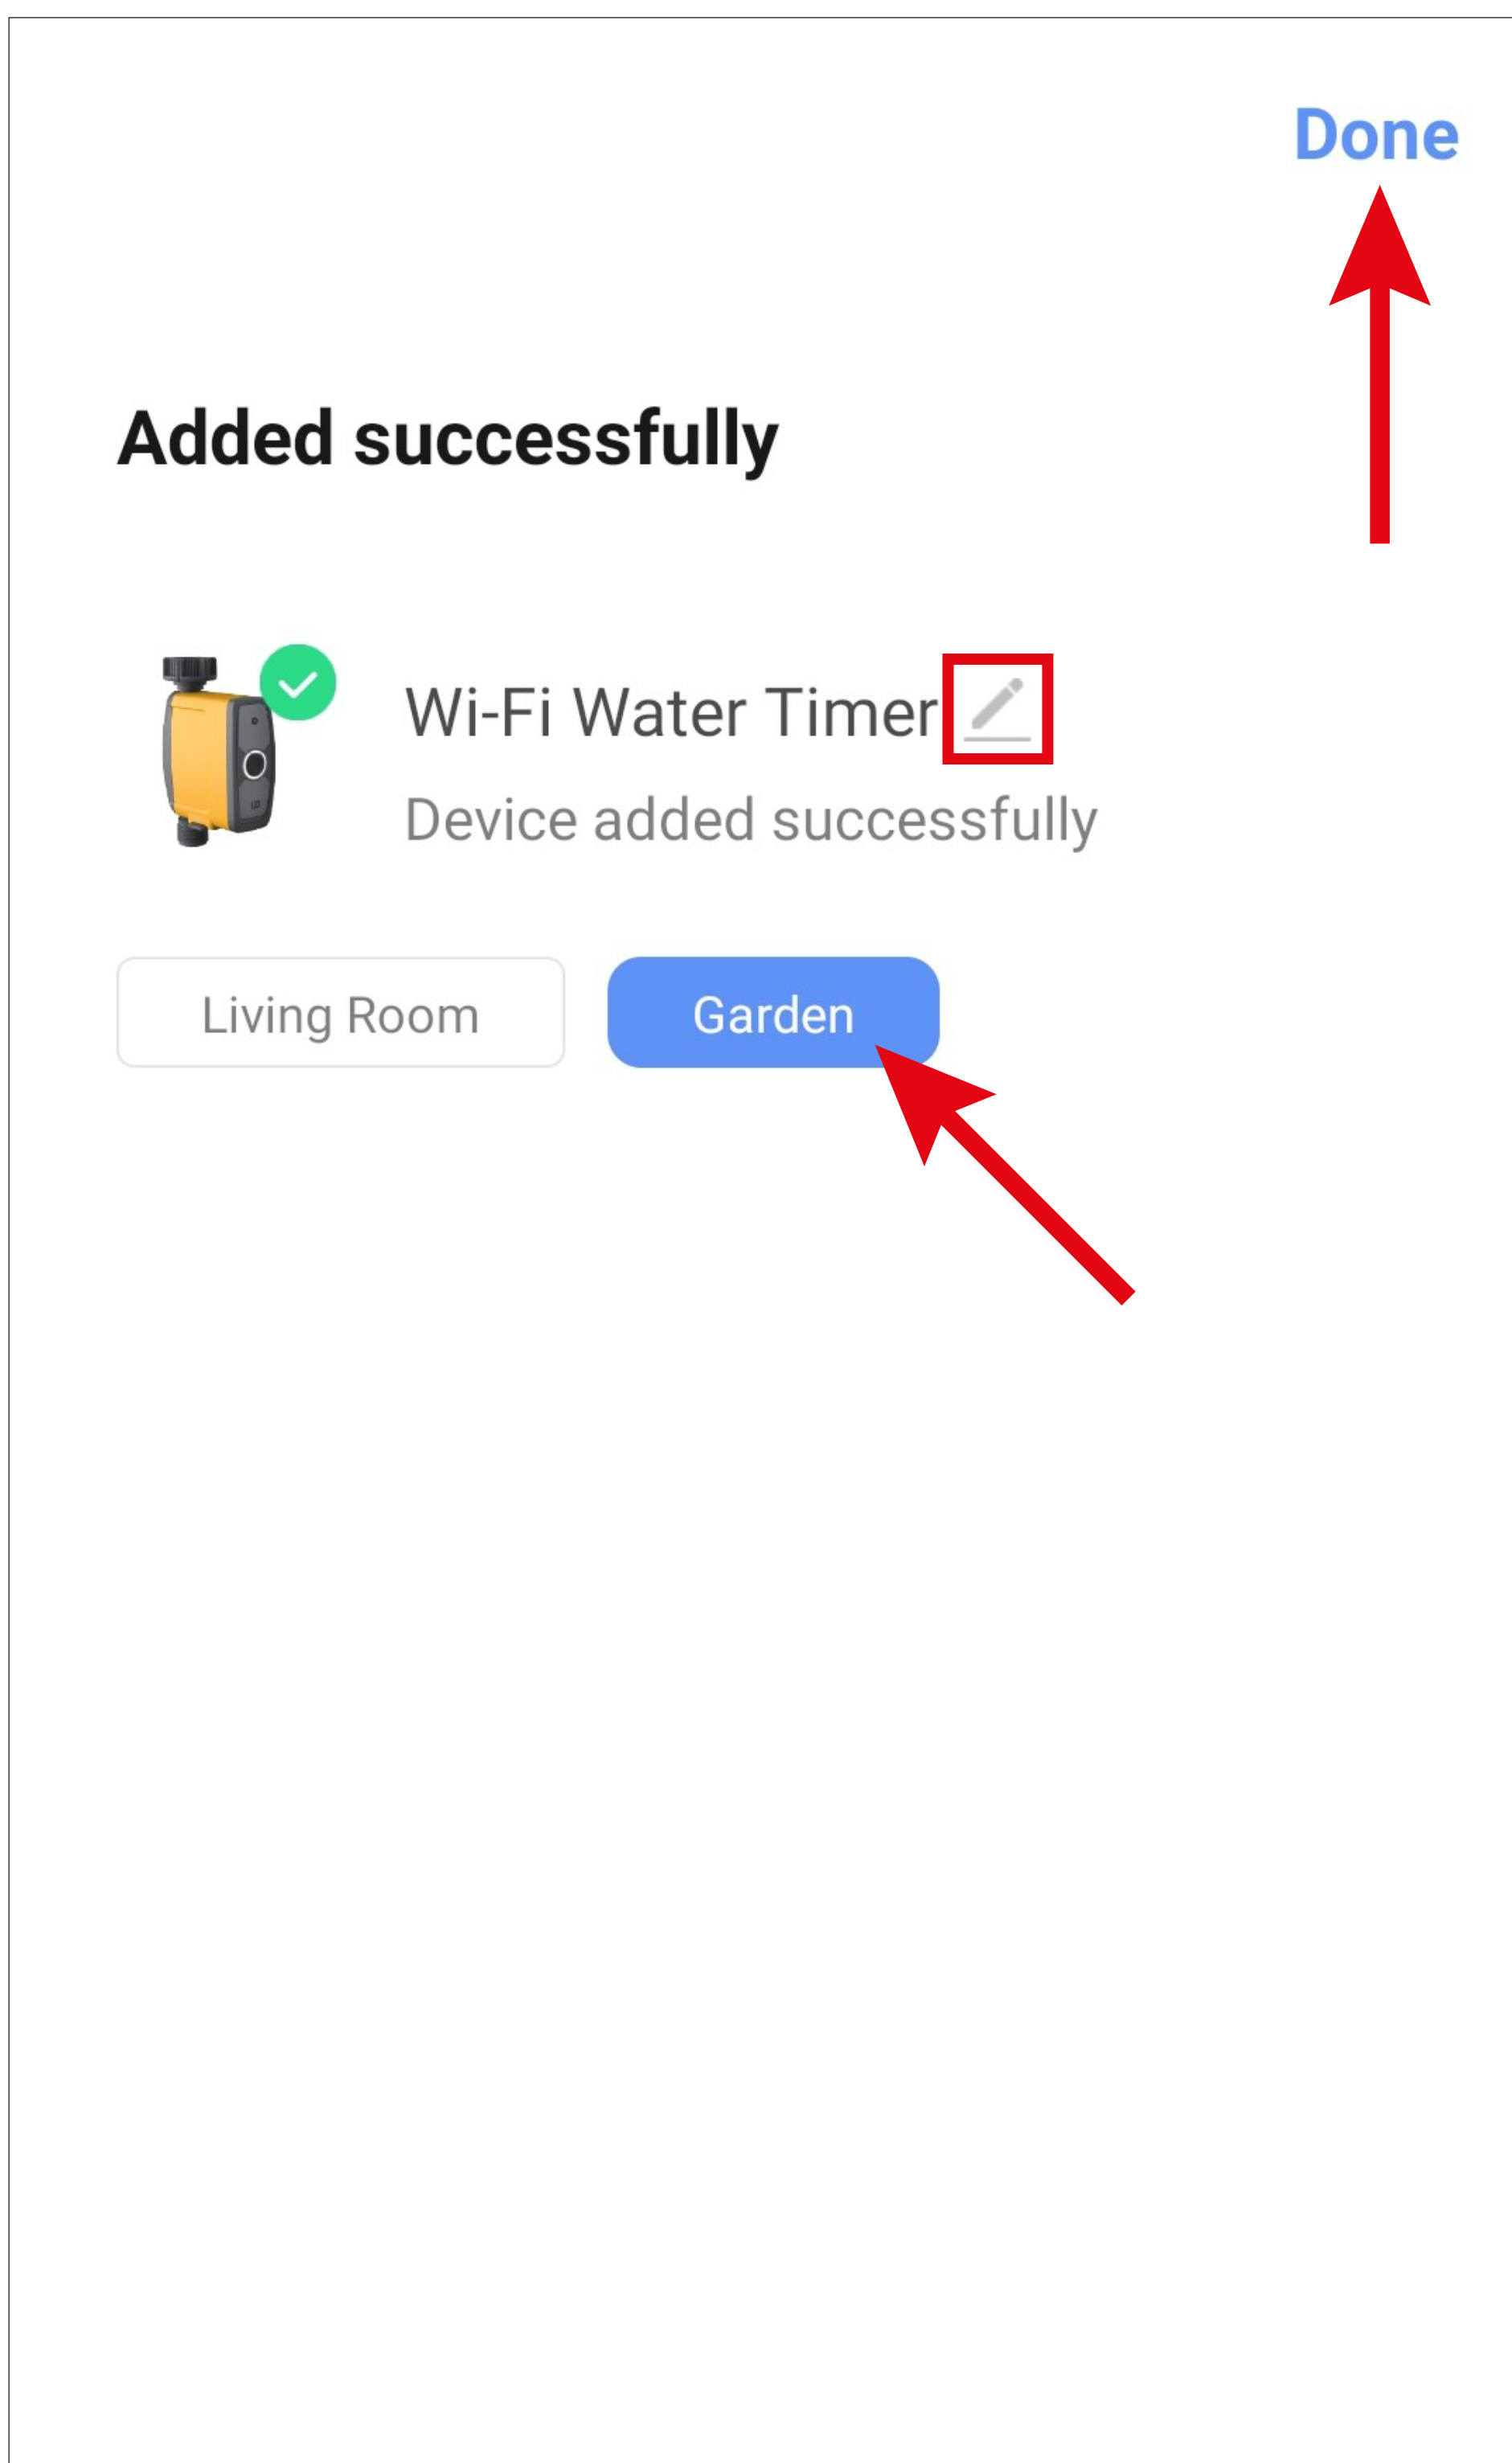 Done
Added successfully
Wi-Fi Water Timer
Device added successfully
Living Room
Garden